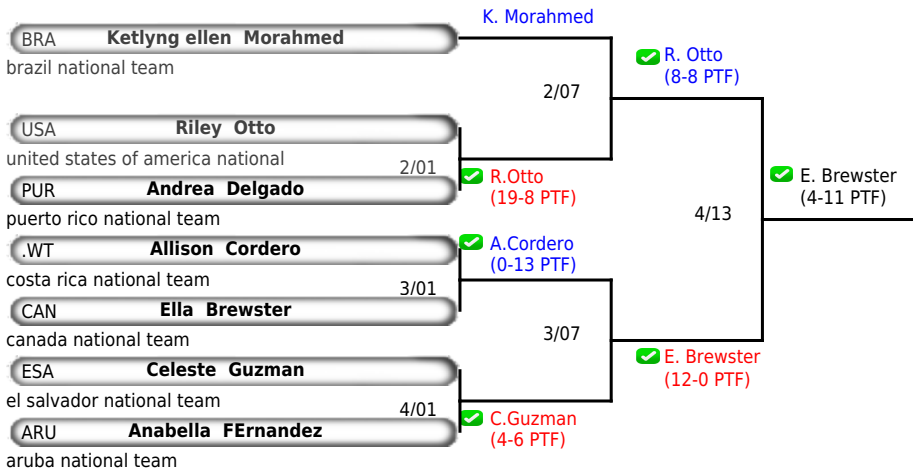 K. Morahmed
BRA Ketlyng ellen Morahmed
brazil national team
R. Otto
(8-8 PTF)
2/07
USA Riley Otto
united states of america national
2/01
R.Otto
(19-8 PTF)
PUR Andrea Delgado
puerto rico national team
E. Brewster
(4-11 PTF)
4/13
.WT Allison Cordero
costa rica national team
A.Cordero
(0-13 PTF)
3/01
CAN Ella Brewster
canada national team
3/07
E. Brewster
(12-0 PTF)
ESA Celeste Guzman
el salvador national team
4/01
C.Guzman
(4-6 PTF)
ARU Anabella FErnandez
aruba national team